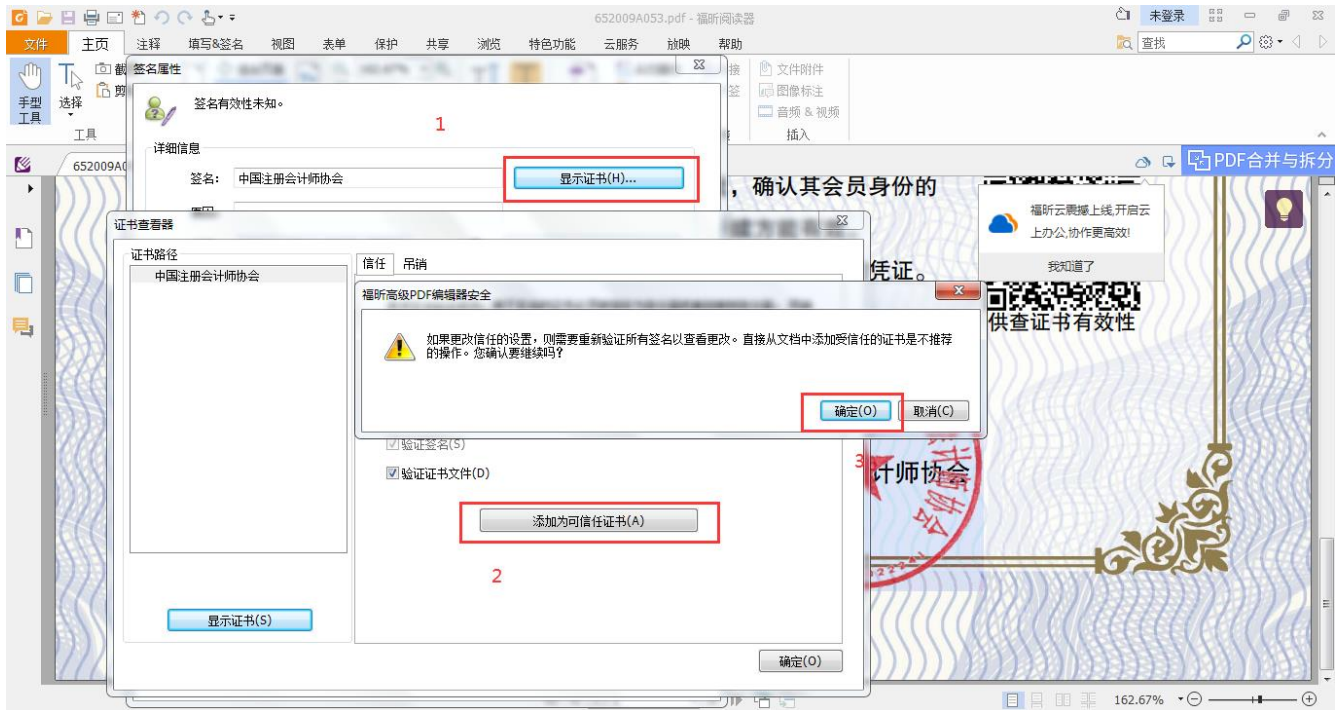 652009A053.pdf - 福昕阅读器
未登录
文件 主页 注释 填写&签名 视图 表单 保护 共享 浏览 特色功能 云服务 放映 帮助
查找
手型
工具
选择
截
剪
工具
接
签
文件附件
图像标注
音频 & 视频
插入
签名属性
签名有效性未知。
1
详细信息
签名: 中国注册会计师协会
显示证书(H)...
652009A0
PDF合并与拆分
，确认其会员身份的
福昕云震撼上线,开启云
上办公,协作更高效!
我知道了
凭证。
供查证书有效性
计师协会
证书查看器
证书路径
中国注册会计师协会
信任 吊销
福昕高级PDF编辑器安全
如果更改信任的设置，则需要重新验证所有签名以查看更改。直接从文档中添加受信任的证书是不推荐
的操作。您确认要继续吗?
确定(O) 取消(C)
3
验证签名(S)
验证证书文件(D)
添加为可信任证书(A)
2
显示证书(S)
确定(O)
162.67%